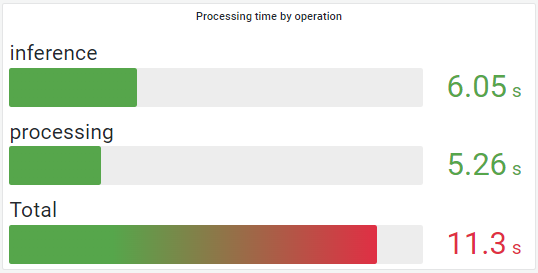 Processing time by operation
inference
6.05 s
processing
5.26 s
Total
11.3 s